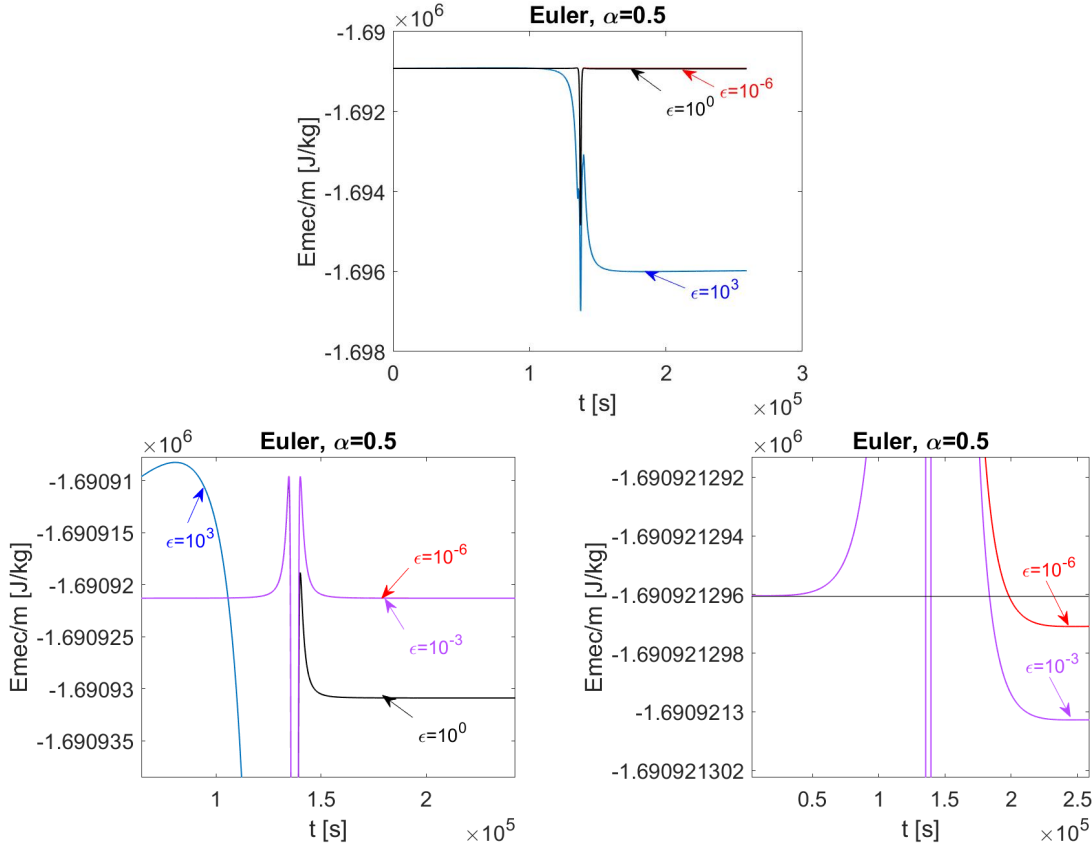 Euler, α=0.5
×10⁶
-1.69
-1.692
-1.694
-1.696
-1.698
Emec/m [J/kg]
ϵ=10⁻⁶
ϵ=10⁰
ϵ=10³
0 1 2 3
t [s]
×10⁵
Euler, α=0.5
×10⁶
-1.69091
-1.690915
-1.69092
-1.690925
-1.69093
-1.690935
Emec/m [J/kg]
ϵ=10³
ϵ=10⁻⁶
ϵ=10⁻³
ϵ=10⁰
1 1.5 2
t [s]
×10⁵
Euler, α=0.5
×10⁶
-1.690921292
-1.690921294
-1.690921296
-1.690921298
-1.6909213
-1.690921302
Emec/m [J/kg]
ϵ=10⁻⁶
ϵ=10⁻³
0.5 1 1.5 2 2.5
t [s]
×10⁵